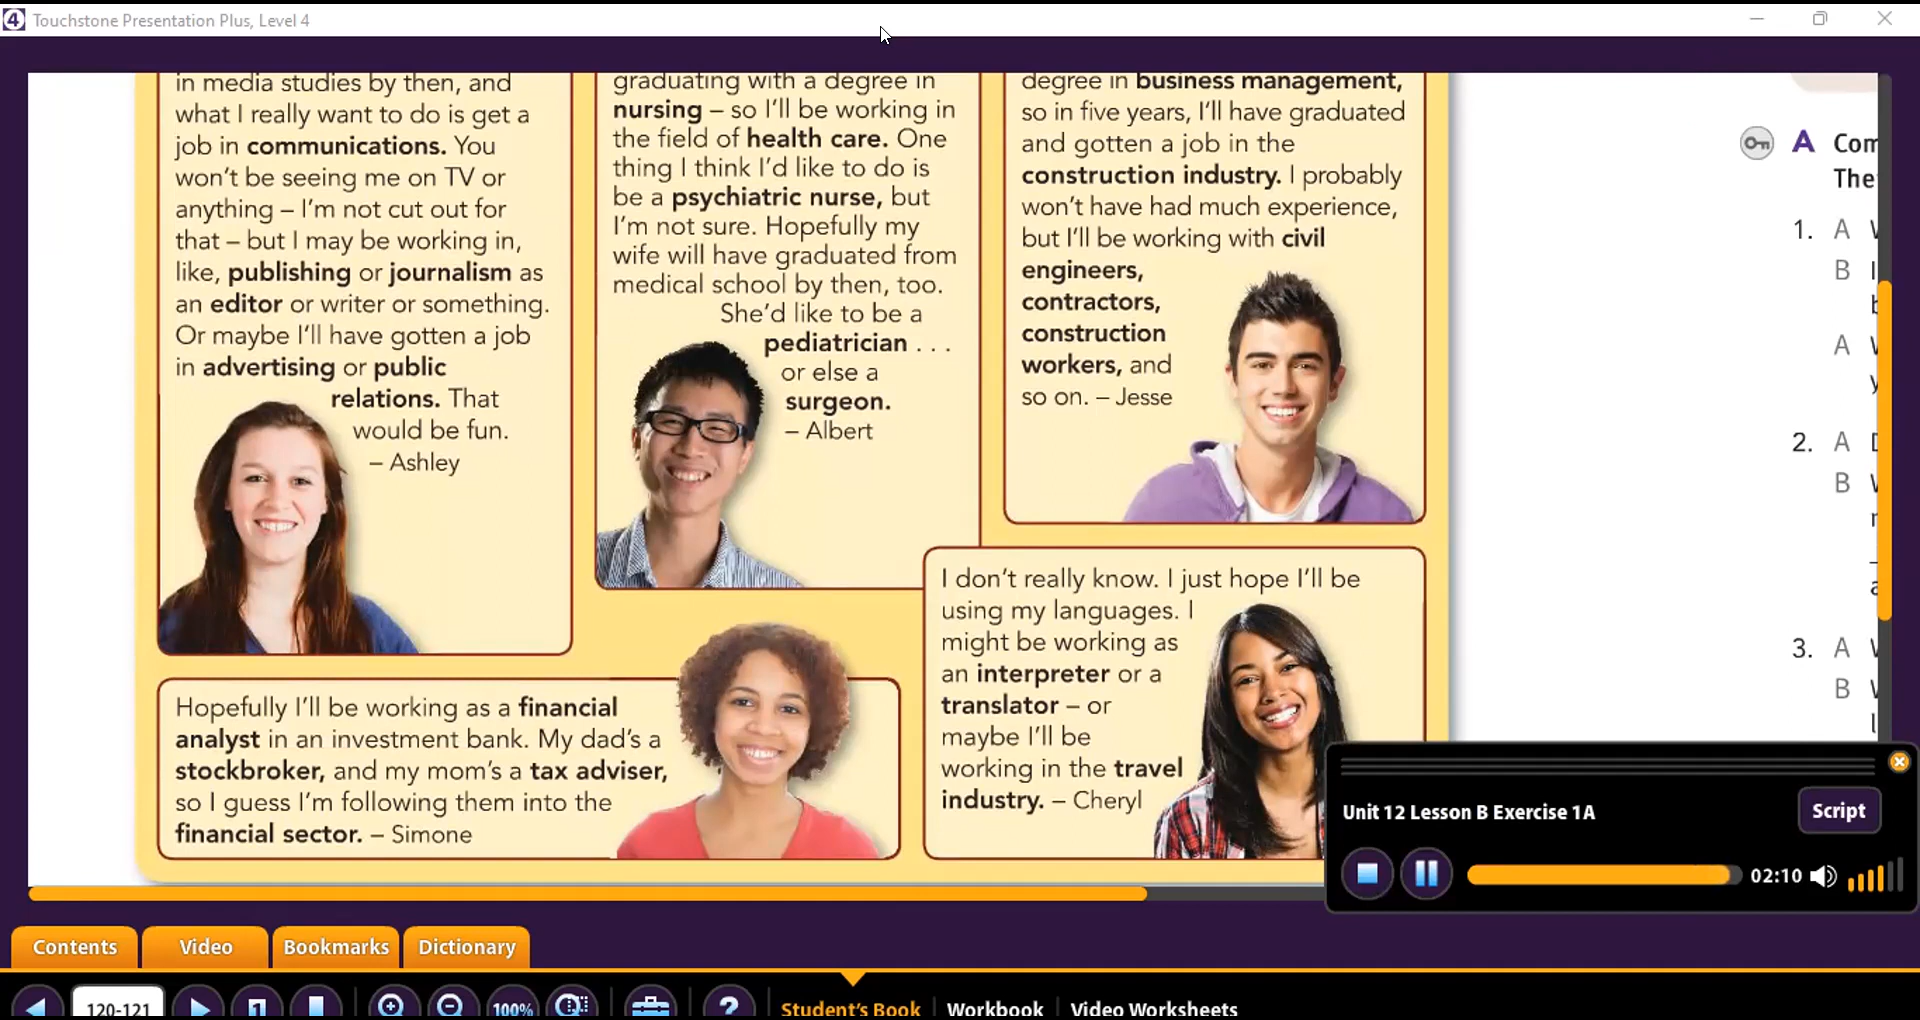 Touchstone Presentation Plus, Level 4
in media studies by then, and
what I really want to do is get a
job in communications. You
won't be seeing me on TV or
anything – I'm not cut out for
that – but I may be working in,
like, publishing or journalism as
an editor or writer or something.
Or maybe I'll have gotten a job
in advertising or public
relations. That
would be fun.
– Ashley
graduating with a degree in
nursing – so I'll be working in
the field of health care. One
thing I think I'd like to do is
be a psychiatric nurse, but
I'm not sure. Hopefully my
wife will have graduated from
medical school by then, too.
She'd like to be a
pediatrician . . .
or else a
surgeon.
– Albert
degree in business management,
so in five years, I'll have graduated
and gotten a job in the
construction industry. I probably
won't have had much experience,
but I'll be working with civil
engineers,
contractors,
construction
workers, and
so on. – Jesse
Hopefully I'll be working as a financial
analyst in an investment bank. My dad's a
stockbroker, and my mom's a tax adviser,
so I guess I'm following them into the
financial sector. – Simone
I don't really know. I just hope I'll be
using my languages. I
might be working as
an interpreter or a
translator – or
maybe I'll be
working in the travel
industry. – Cheryl
A Com
The
1. A
B
A
2. A
B
3. A
B
Unit 12 Lesson B Exercise 1A
Script
02:10
Contents
Video
Bookmarks
Dictionary
120-121
100%
?
Student's Book
Workbook
Video Worksheets